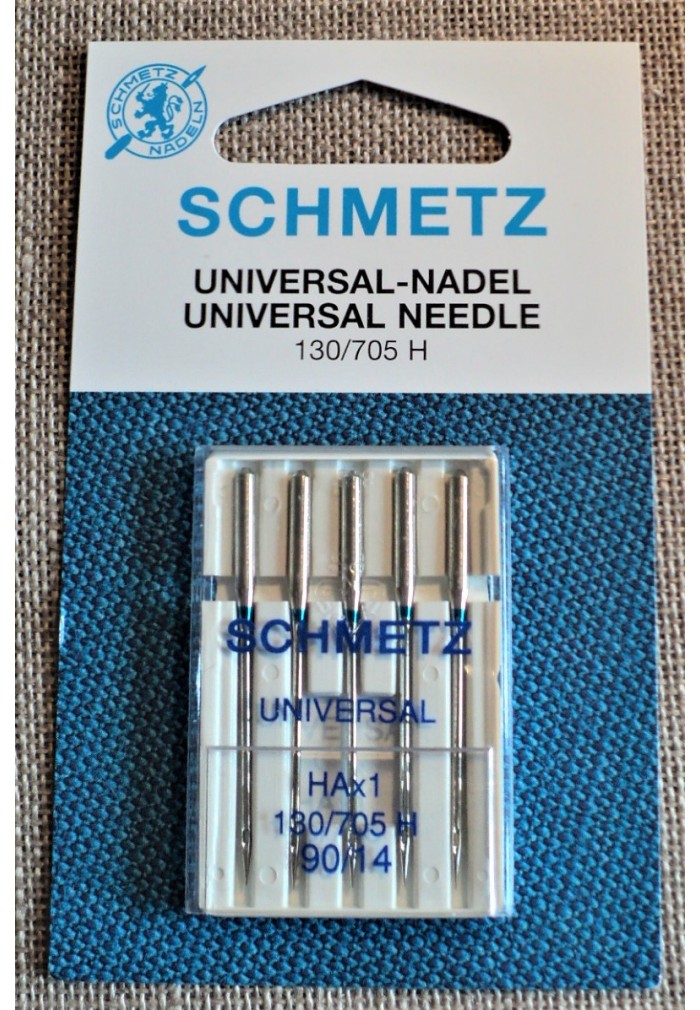 SCHMETZ
NADELN
SCHMETZ
UNIVERSAL-NADEL
UNIVERSAL NEEDLE
130/705 H
SCHMETZ
UNIVERSAL
HAx1
130/705 H
90/14